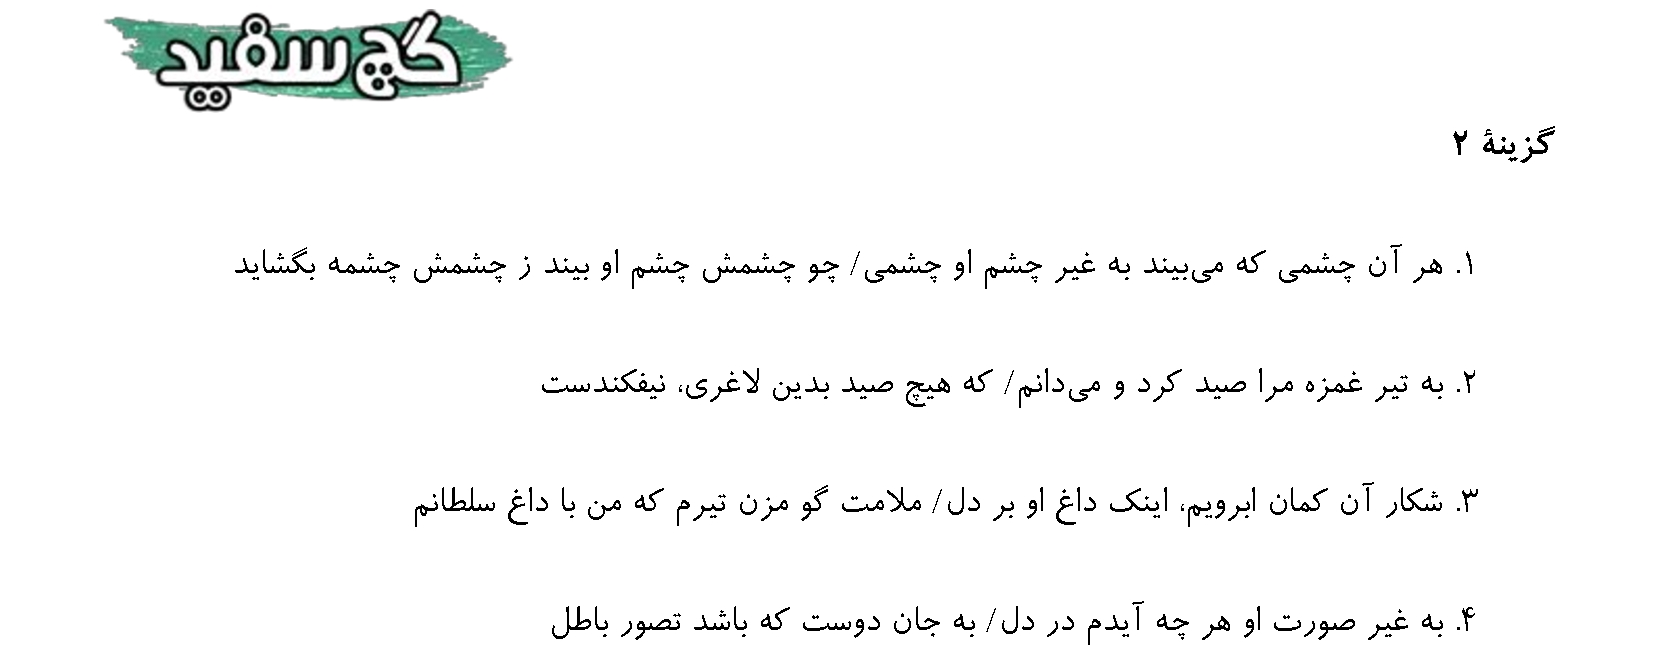 گچ سفید
گزینهٔ ۲
۱. هر آن چشمی که می‌بیند به غیر چشم او چشمی/ چو چشمش چشم او بیند ز چشمش چشمه بگشاید
۲. به تیر غمزه مرا صید کرد و می‌دانم/ که هیچ صید بدین لاغری، نیفکندست
۳. شکار آن کمان ابرویم، اینک داغ او بر دل/ ملامت گو مزن تیرم که من با داغ سلطانم
۴. به غیر صورت او هر چه آیدم در دل/ به جان دوست که باشد تصور باطل